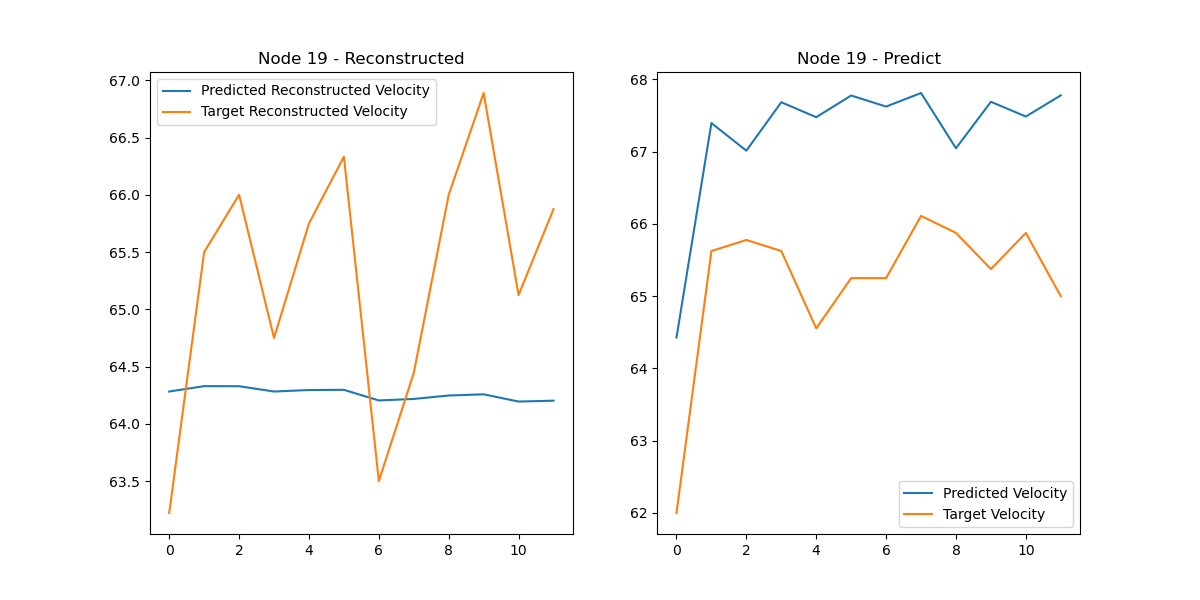 Node 19 - Reconstructed
Predicted Reconstructed Velocity
Target Reconstructed Velocity
67.0
66.5
66.0
65.5
65.0
64.5
64.0
63.5
0 2 4 6 8 10
Node 19 - Predict
68
67
66
65
64
63
62
Predicted Velocity
Target Velocity
0 2 4 6 8 10